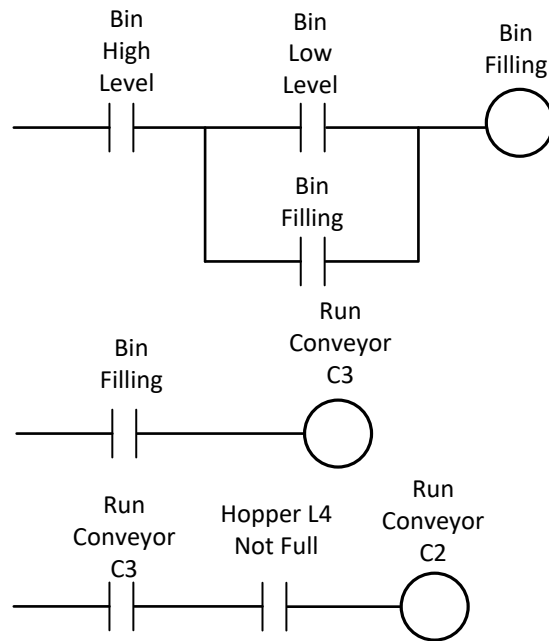 Bin
High
Level
Bin
Low
Level
Bin
Filling
Bin
Filling
Bin
Filling
Run
Conveyor
C3
Run
Conveyor
C3
Hopper L4
Not Full
Run
Conveyor
C2